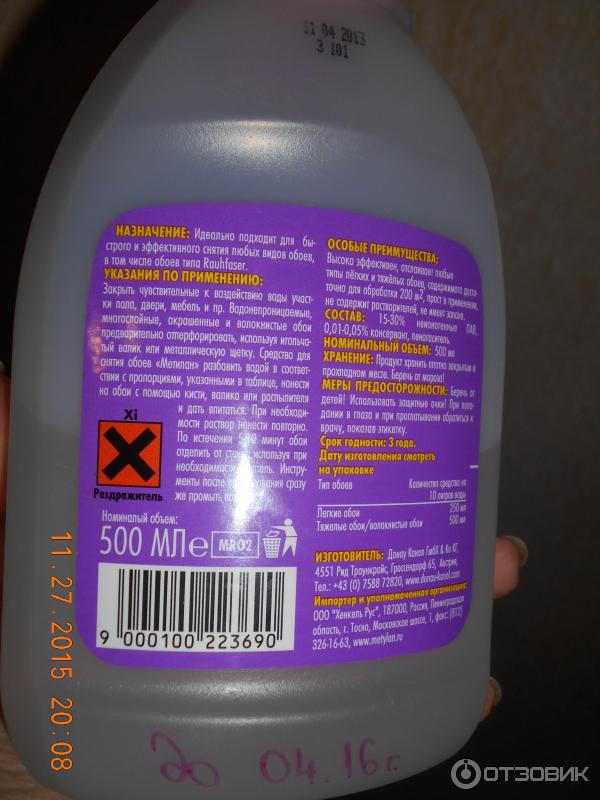 11 04 2013
3 101
НАЗНАЧЕНИЕ: Идеально подходит для бы-
строго и эффективного снятия любых видов обоев,
в том числе обоев типа Rauhfaser.
УКАЗАНИЯ ПО ПРИМЕНЕНИЮ:
Закрыть чувствительные к воздействию воды участ-
ки пола, двери, мебель и пр. Водонепроницаемые,
многослойные, окрашенные и волокнистые обои
предварительно отперфорировать, используя игольча-
тый валик или металлическую щетку. Средство для
снятия обоев «Метилан» разбавить водой в соответ-
ствии с пропорциями, указанными в таблице, нанести
на обои с помощью кисти, валика или распылителя
и дать впитаться. При необходи-
мости раствор нанести повторно.
По истечении 5-10 минут обои
отделить от стены, используя при
необходимости шпатель. Инстру-
менты после использования сразу
же промыть
Xi
Раздражитель
Номинальный объем:
500 МЛ e MR02
9 000100 223690
ОСОБЫЕ ПРЕИМУЩЕСТВА:
Высоко эффективен, отслаивает любые
типы лёгких и тяжёлых обоев, содержимого доста-
точно для обработки 200 м², прост в применении,
не содержит растворителей, не имеет запаха.
СОСТАВ: 15-30% неионогенные ПАВ,
0,01-0,05% консервант, пеногаситель.
НОМИНАЛЬНЫЙ ОБЪЕМ: 500 мл
ХРАНЕНИЕ: Продукт хранить плотно закрытым в
прохладном месте. Беречь от мороза!
МЕРЫ ПРЕДОСТОРОЖНОСТИ: Беречь от
детей! Использовать защитные очки! При попа-
дании в глаза и при проглатывании обратиться к
врачу, показав этикетку.
Срок годности: 3 года.
Дату изготовления смотреть
на упаковке
Тип обоев Количество средства на
10 литров воды
Легкие обои 250 мл
Тяжелые обои/волокнистые обои 500 мл
ИЗГОТОВИТЕЛЬ: Донау Канол ГмбХ & Ко КГ,
4551 Рид Траункрайс, Гроссендорф 65, Австрия,
Тел.: +43 (0) 7588 72820, www.donau-kanol.com
Импортер и уполномоченная организация:
ООО "Хенкель Рус", 187000, Россия, Ленинградская
область, г. Тосно, Московское шоссе, 1, факс: (812)
326-16-63, www.metylan.ru
до 04.16 г.
11.27.2015 20:08
ОТЗОВИК